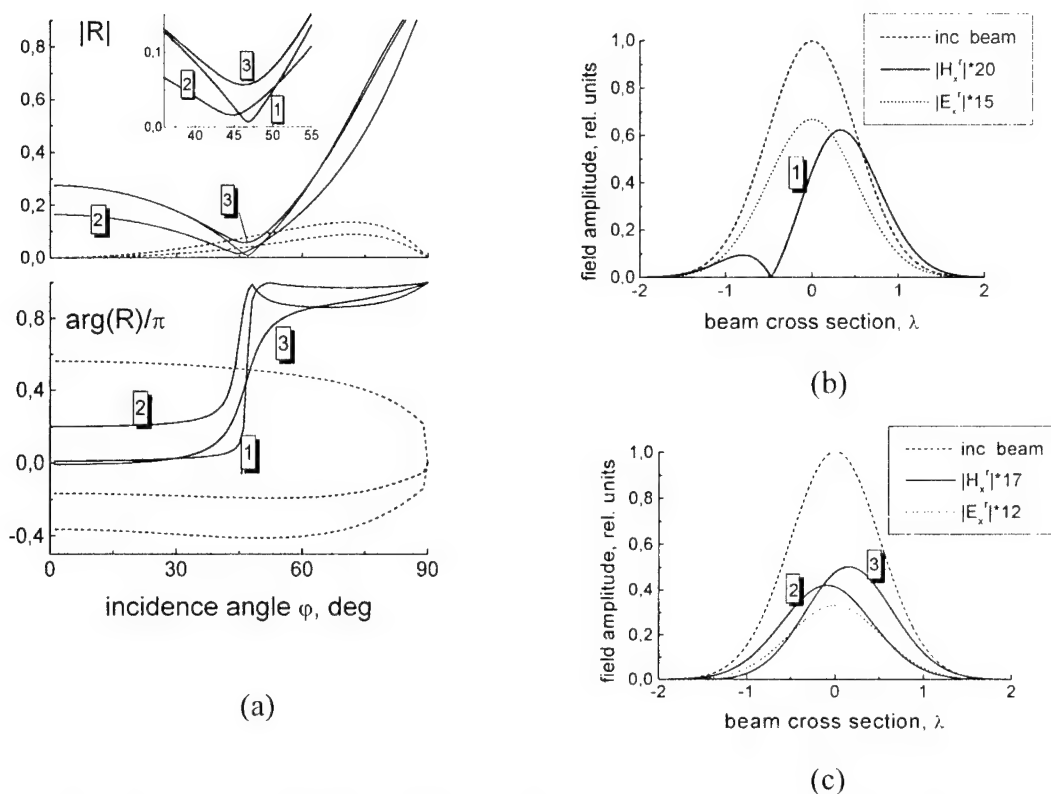 |R|
0,8
0,6
0,4
0,2
0,0
0,1
0,0
40 45 50 55
3
2
1
3
2
arg(R)/π
0,8
0,4
0,0
-0,4
3
2
1
0 30 60 90
incidence angle φ, deg
(a)
field amplitude, rel. units
1,0
0,8
0,6
0,4
0,2
0,0
-2 -1 0 1 2
1
inc beam
|Hₓʳ|*20
|Eₓʳ|*15
beam cross section, λ
(b)
field amplitude, rel. units
1,0
0,8
0,6
0,4
0,2
0,0
-2 -1 0 1 2
2
3
inc beam
|Hₓʳ|*17
|Eₓʳ|*12
beam cross section, λ
(c)